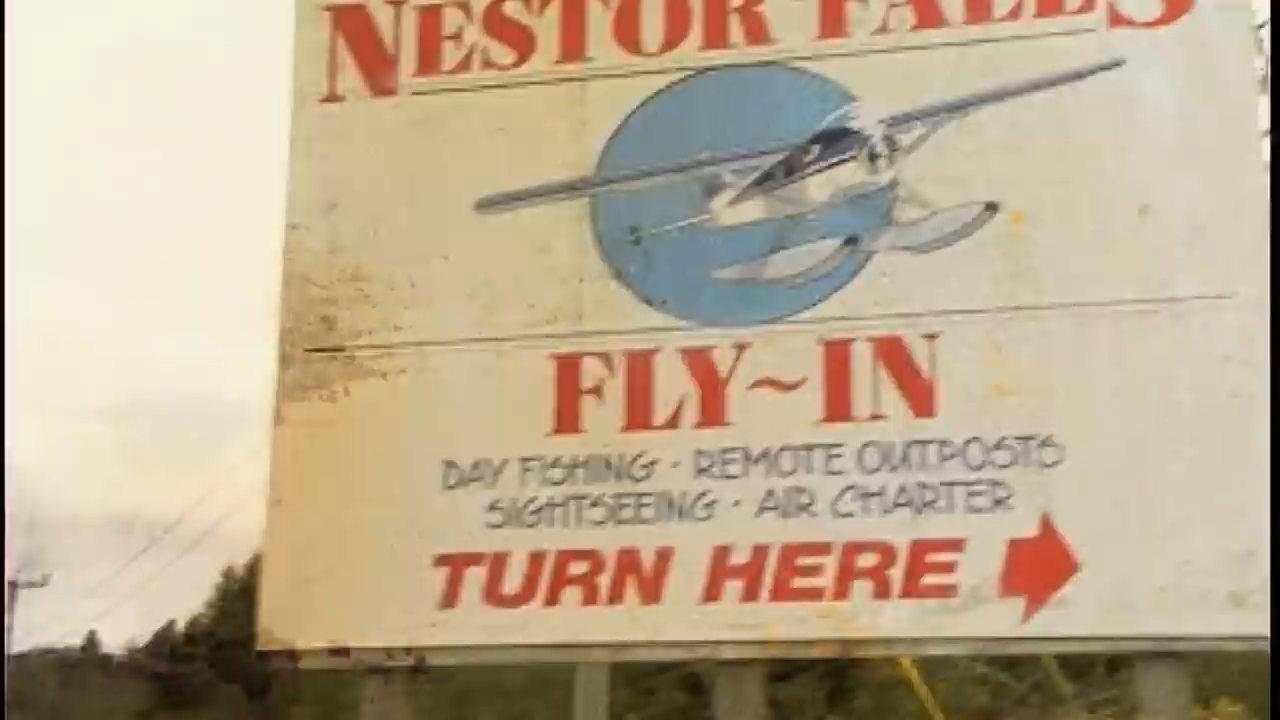 NESTOR FALLS
FLY~IN
DAY FISHING · REMOTE OUTPOSTS
SIGHTSEEING · AIR CHARTER
TURN HERE